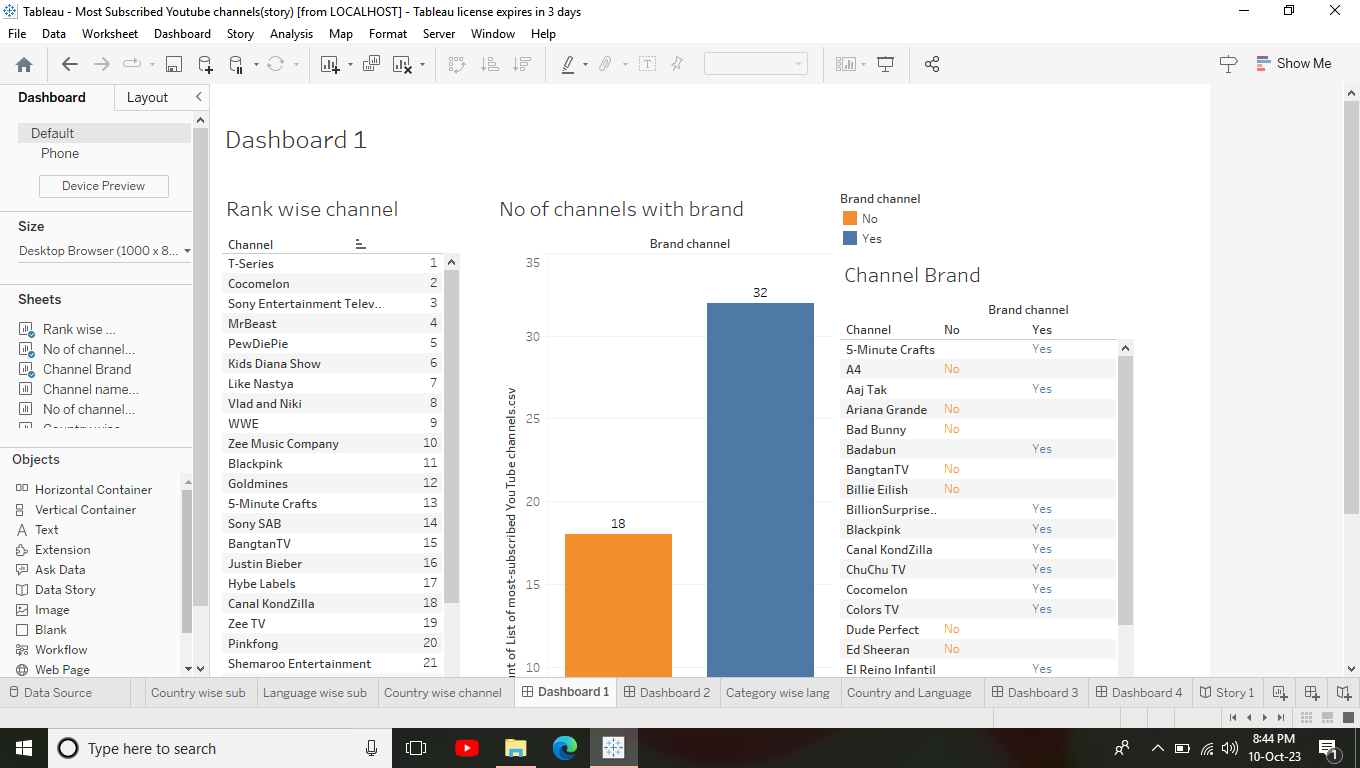 Tableau - Most Subscribed Youtube channels(story) [from LOCALHOST] - Tableau license expires in 3 days
File Data Worksheet Dashboard Story Analysis Map Format Server Window Help
Show Me
Dashboard Layout
Default
Phone
Device Preview
Size
Desktop Browser (1000 x 8...
Sheets
Rank wise ...
No of channel...
Channel Brand
Channel name...
No of channel...
Objects
Horizontal Container
Vertical Container
Text
Extension
Ask Data
Data Story
Image
Blank
Workflow
Web Page
Dashboard 1
Rank wise channel
Channel
T-Series 1
Cocomelon 2
Sony Entertainment Telev.. 3
MrBeast 4
PewDiePie 5
Kids Diana Show 6
Like Nastya 7
Vlad and Niki 8
WWE 9
Zee Music Company 10
Blackpink 11
Goldmines 12
5-Minute Crafts 13
Sony SAB 14
BangtanTV 15
Justin Bieber 16
Hybe Labels 17
Canal KondZilla 18
Zee TV 19
Pinkfong 20
Shemaroo Entertainment 21
No of channels with brand
Brand channel
35
30
25
20
15
10
of List of most-subscribed YouTube channels.csv
18
32
Brand channel
No
Yes
Channel Brand
Brand channel
Channel No Yes
5-Minute Crafts Yes
A4 No
Aaj Tak Yes
Ariana Grande No
Bad Bunny No
Badabun Yes
BangtanTV No
Billie Eilish No
BillionSurprise.. Yes
Blackpink Yes
Canal KondZilla Yes
ChuChu TV Yes
Cocomelon Yes
Colors TV Yes
Dude Perfect No
Ed Sheeran No
El Reino Infantil Yes
Data Source Country wise sub Language wise sub Country wise channel Dashboard 1 Dashboard 2 Category wise lang Country and Language Dashboard 3 Dashboard 4 Story 1
Type here to search
8:44 PM
10-Oct-23
1